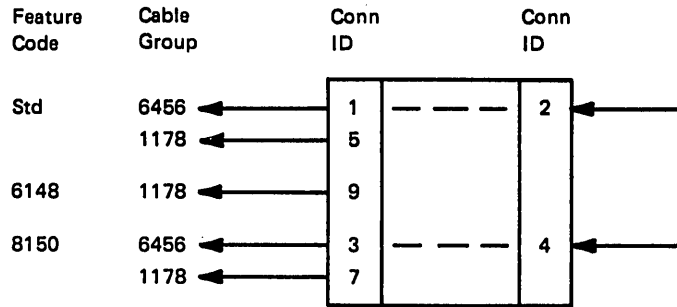 Feature Cable Conn Conn
Code Group ID ID
Std 6456 1 2
1178 5
6148 1178 9
8150 6456 3 4
1178 7